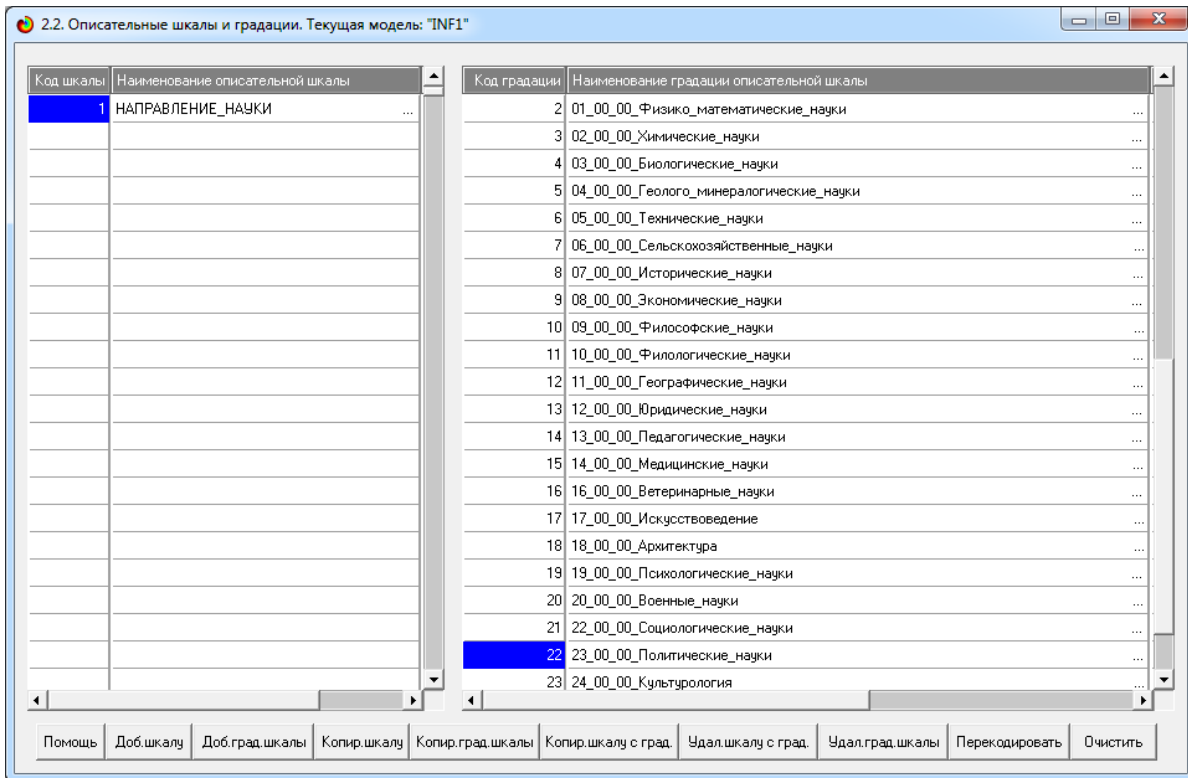 2.2. Описательные шкалы и градации. Текущая модель: "INF1"
Код шкалы Наименование описательной шкалы
1 НАПРАВЛЕНИЕ_НАУКИ ...
Код градации Наименование градации описательной шкалы
2 01_00_00_Физико_математические_науки ...
3 02_00_00_Химические_науки ...
4 03_00_00_Биологические_науки ...
5 04_00_00_Геолого_минералогические_науки ...
6 05_00_00_Технические_науки ...
7 06_00_00_Сельскохозяйственные_науки ...
8 07_00_00_Исторические_науки ...
9 08_00_00_Экономические_науки ...
10 09_00_00_Философские_науки ...
11 10_00_00_Филологические_науки ...
12 11_00_00_Географические_науки ...
13 12_00_00_Юридические_науки ...
14 13_00_00_Педагогические_науки ...
15 14_00_00_Медицинские_науки ...
16 16_00_00_Ветеринарные_науки ...
17 17_00_00_Искусствоведение ...
18 18_00_00_Архитектура ...
19 19_00_00_Психологические_науки ...
20 20_00_00_Военные_науки ...
21 22_00_00_Социологические_науки ...
22 23_00_00_Политические_науки ...
23 24_00_00_Культурология ...
Помощь Доб.шкалу Доб.град.шкалы Копир.шкалу Копир.град.шкалы Копир.шкалу с град. Удал.шкалу с град. Удал.град.шкалы Перекодировать Очистить